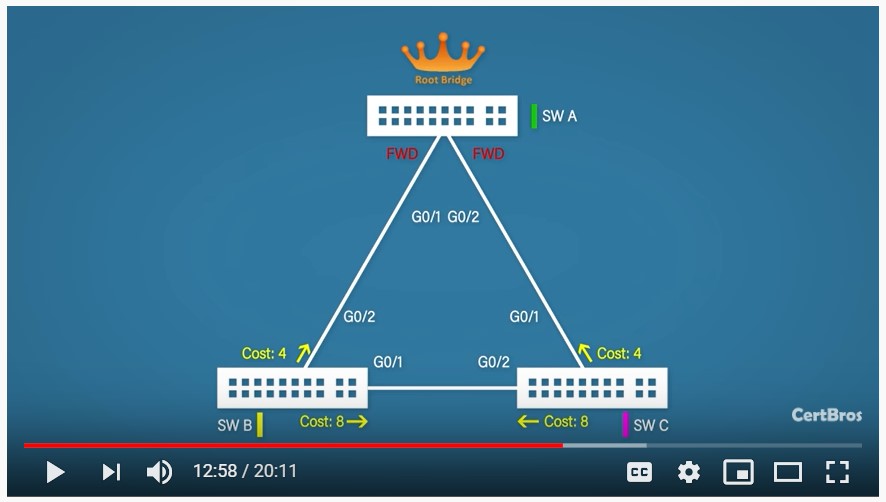 Root Bridge
SW A
FWD FWD
G0/1 G0/2
G0/2 G0/1
Cost: 4 Cost: 4
G0/1 G0/2
SW B Cost: 8 Cost: 8 SW C
CertBros
12:58 / 20:11 CC